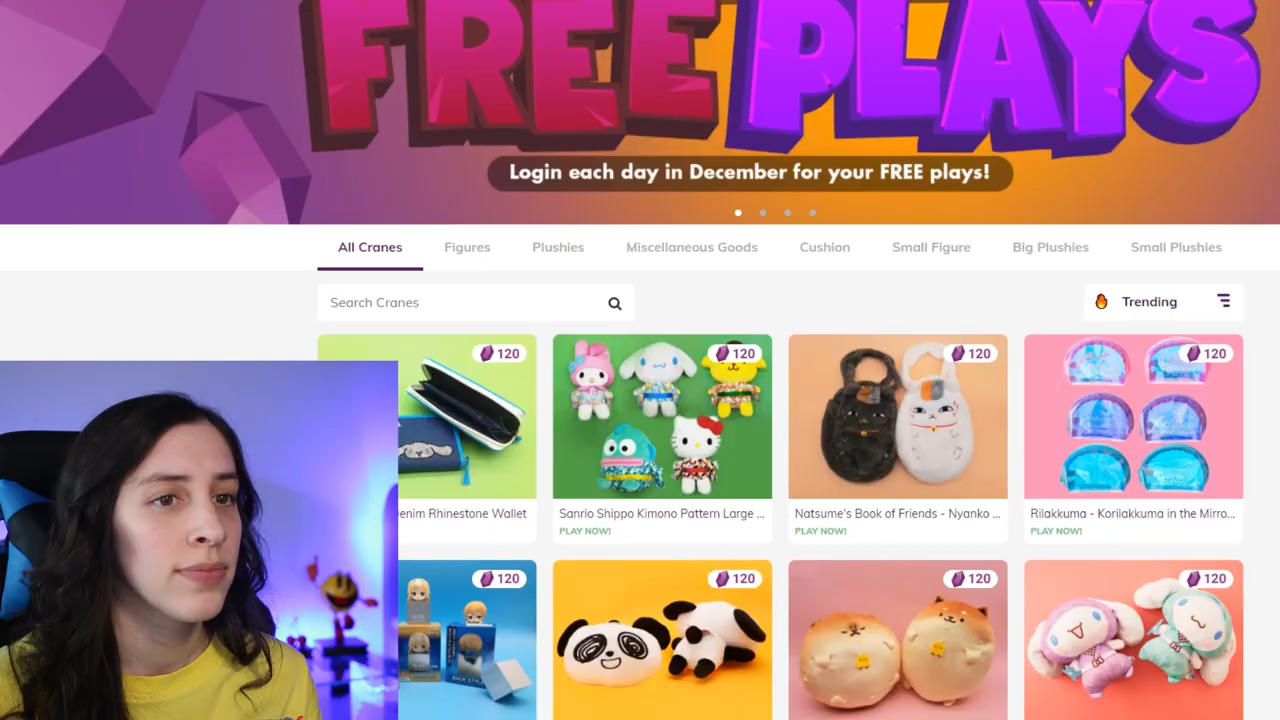 FREE PLAYS
Login each day in December for your FREE plays!
All Cranes Figures Plushies Miscellaneous Goods Cushion Small Figure Big Plushies Small Plushies
Search Cranes
Trending
120 120 120 120
Rhinestone Wallet Sanrio Shippo Kimono Pattern Large ... Natsume's Book of Friends - Nyanko ... Rilakkuma - Korilakkuma in the Mirro...
PLAY NOW! PLAY NOW! PLAY NOW!
120 120 120 120